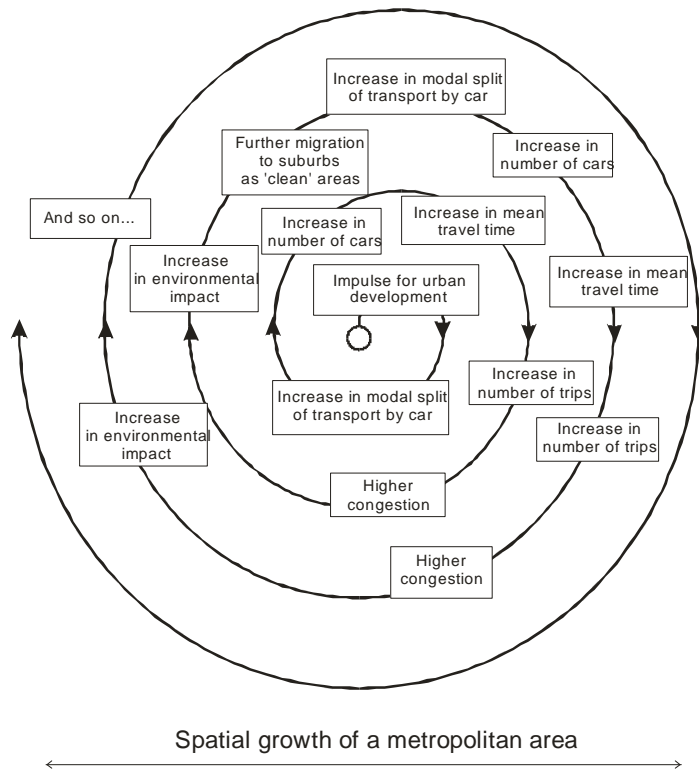 Increase in modal split
of transport by car
Further migration
to suburbs
as 'clean' areas
Increase in
number of cars
And so on...
Increase in
number of cars
Increase in mean
travel time
Increase
in environmental
impact
Impulse for urban
development
Increase in mean
travel time
Increase in modal split
of transport by car
Increase in
number of trips
Increase
in environmental
impact
Increase in
number of trips
Higher
congestion
Higher
congestion
Spatial growth of a metropolitan area